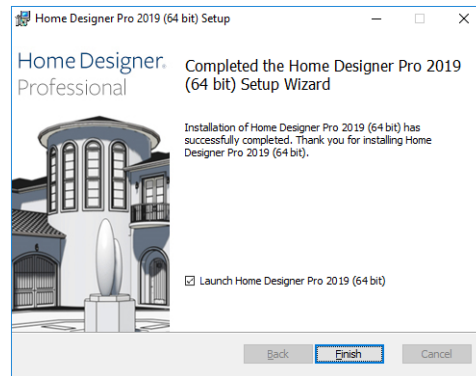 Home Designer Pro 2019 (64 bit) Setup
Home Designer®
Professional
Completed the Home Designer Pro 2019
(64 bit) Setup Wizard
Installation of Home Designer Pro 2019 (64 bit) has
successfully completed. Thank you for installing Home
Designer Pro 2019 (64 bit).
Launch Home Designer Pro 2019 (64 bit)
Back Finish Cancel